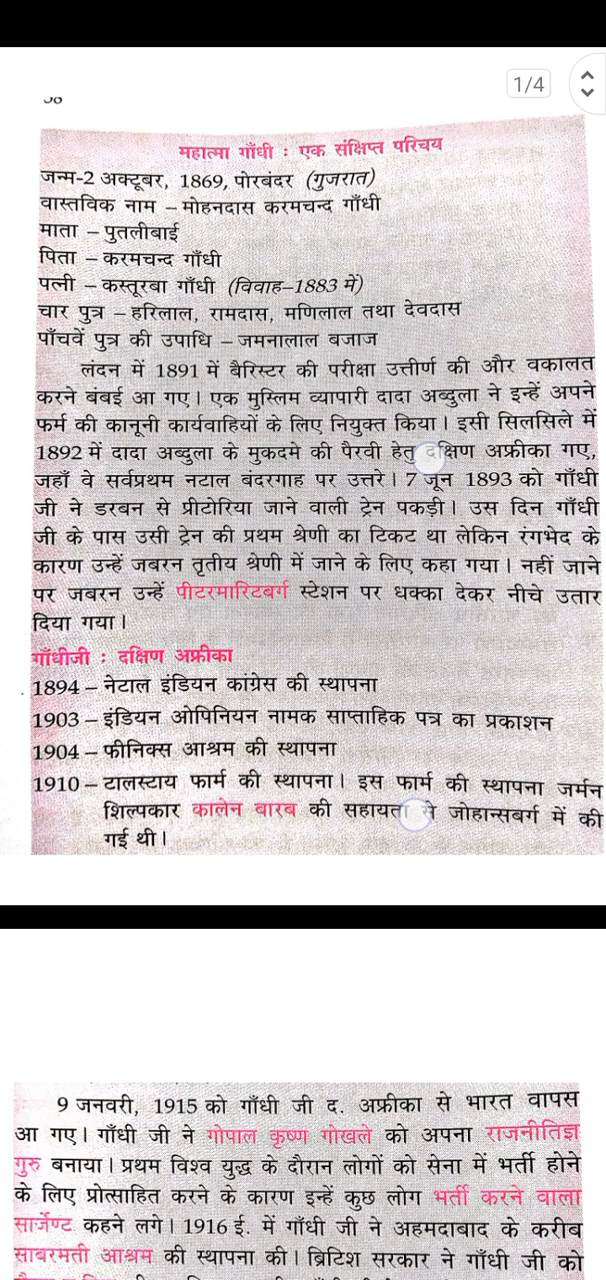 1/4
महात्मा गाँधी : एक संक्षिप्त परिचय
जन्म-2 अक्टूबर, 1869, पोरबंदर (गुजरात)
वास्तविक नाम – मोहनदास करमचन्द गाँधी
माता – पुतलीबाई
पिता – करमचन्द गाँधी
पत्नी – कस्तूरबा गाँधी (विवाह–1883 में)
चार पुत्र – हरिलाल, रामदास, मणिलाल तथा देवदास
पाँचवें पुत्र की उपाधि – जमनालाल बजाज
लंदन में 1891 में बैरिस्टर की परीक्षा उत्तीर्ण की और वकालत
करने बंबई आ गए। एक मुस्लिम व्यापारी दादा अब्दुला ने इन्हें अपने
फर्म की कानूनी कार्यवाहियों के लिए नियुक्त किया। इसी सिलसिले में
1892 में दादा अब्दुला के मुकदमे की पैरवी हेतु दक्षिण अफ्रीका गए,
जहाँ वे सर्वप्रथम नटाल बंदरगाह पर उत्तरे। 7 जून 1893 को गाँधी
जी ने डरबन से प्रीटोरिया जाने वाली ट्रेन पकड़ी। उस दिन गाँधी
जी के पास उसी ट्रेन की प्रथम श्रेणी का टिकट था लेकिन रंगभेद के
कारण उन्हें जबरन तृतीय श्रेणी में जाने के लिए कहा गया। नहीं जाने
पर जबरन उन्हें पीटरमारिटबर्ग स्टेशन पर धक्का देकर नीचे उतार
दिया गया।
गाँधीजी : दक्षिण अफ्रीका
1894 – नेटाल इंडियन कांग्रेस की स्थापना
1903 – इंडियन ओपिनियन नामक साप्ताहिक पत्र का प्रकाशन
1904 – फीनिक्स आश्रम की स्थापना
1910 – टालस्टाय फार्म की स्थापना। इस फार्म की स्थापना जर्मन
शिल्पकार कालेन बारब की सहायता से जोहान्सबर्ग में की
गई थी।
9 जनवरी, 1915 को गाँधी जी द. अफ्रीका से भारत वापस
आ गए। गाँधी जी ने गोपाल कृष्ण गोखले को अपना राजनीतिज्ञ
गुरु बनाया। प्रथम विश्व युद्ध के दौरान लोगों को सेना में भर्ती होने
के लिए प्रोत्साहित करने के कारण इन्हें कुछ लोग भर्ती करने वाला
सार्जेण्ट कहने लगे। 1916 ई. में गाँधी जी ने अहमदाबाद के करीब
साबरमती आश्रम की स्थापना की। ब्रिटिश सरकार ने गाँधी जी को